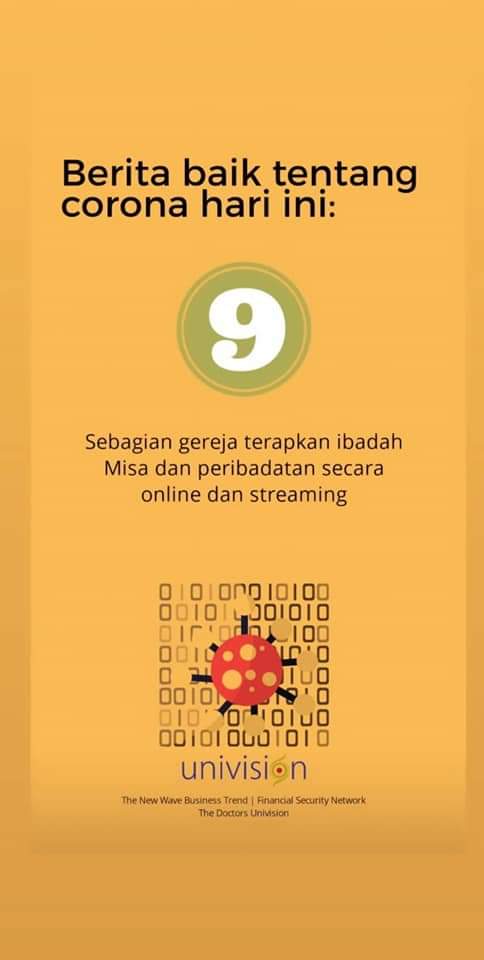 Berita baik tentang
corona hari ini:
9
Sebagian gereja terapkan ibadah
Misa dan peribadatan secara
online dan streaming
univision
The New Wave Business Trend | Financial Security Network
The Doctors Univision